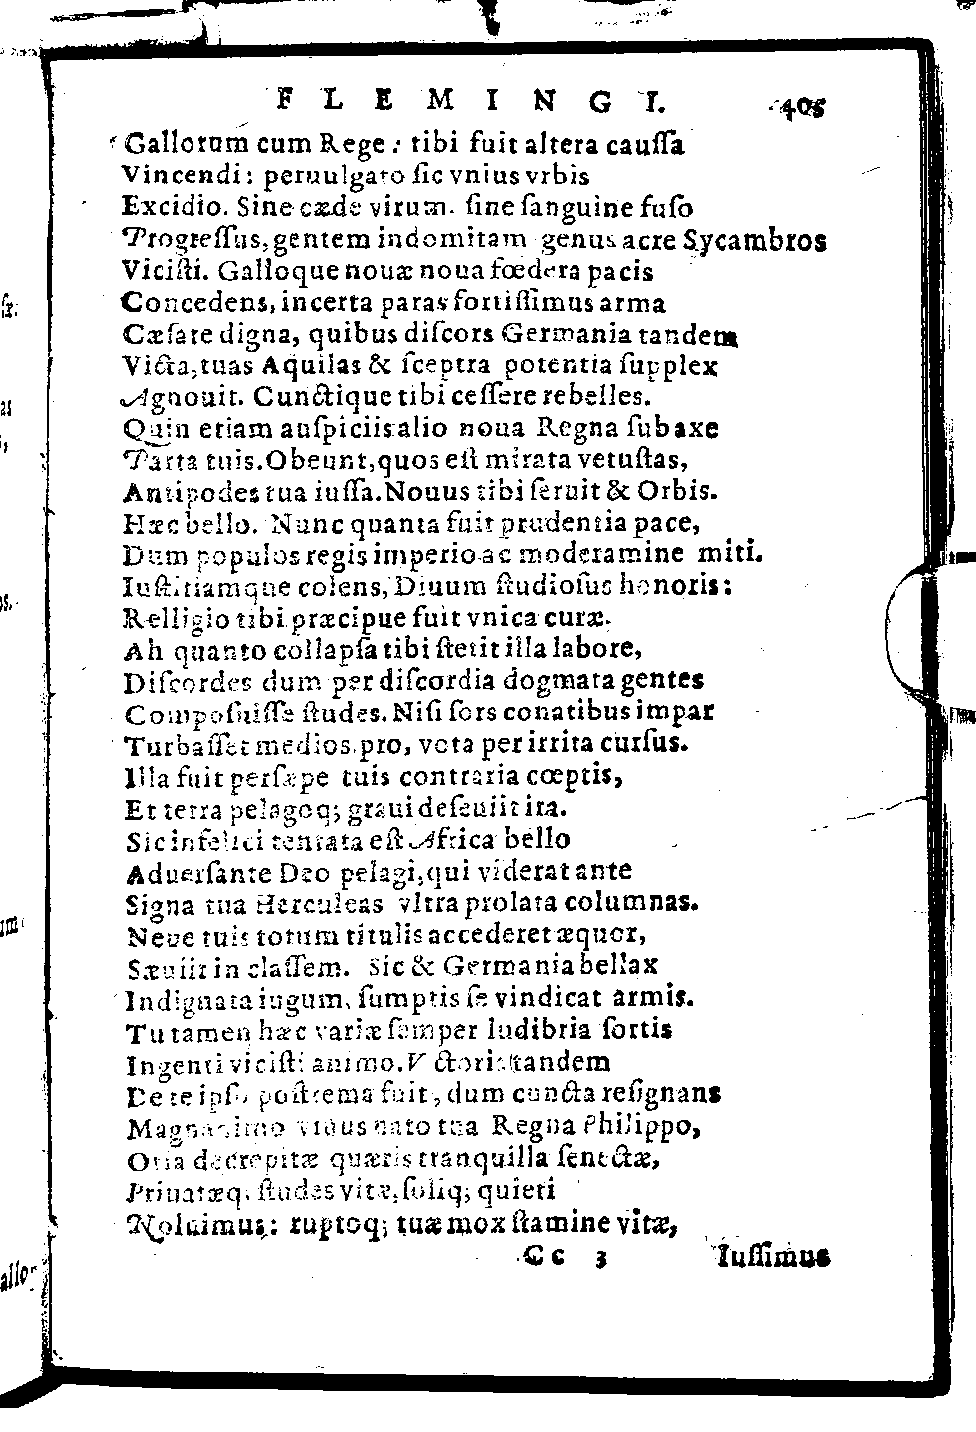 FLEMINGI. 405
Gallorum cum Rege: tibi fuit altera cauſſa
Vincendi: peruulgato ſic vnius vrbis
Excidio. Sine cæde virum. ſine ſanguine fuſo
Progreſſus, gentem indomitam genus acre Sycambros
Viciſti. Galloque nouæ noua fœdera pacis
Concedens, incerta paras fortiſſimus arma
Cæſare digna, quibus diſcors Germania tandem
Victa, tuas Aquilas & ſceptra potentia ſupplex
Agnouit. Cunctique tibi ceſſere rebelles.
Quin etiam auſpiciis alio noua Regna ſub axe
Parta tuis. Obeunt, quos eſt mirata vetuſtas,
Antipodes tua iuſſa. Nouus tibi ſeruit & Orbis.
Hæc bello. Nunc quanta fuit prudentia pace,
Dum populos regis imperio ac moderamine miti.
Iuſtitiamque colens, Diuum ſtudioſus honoris:
Relligio tibi præcipue fuit vnica curæ.
Ah quanto collapſa tibi ſtetit illa labore,
Diſcordes dum per diſcordia dogmata gentes
Compoſuiſſe ſtudes. Niſi ſors conatibus impar
Turbaſſet medios, pro, vota per irrita curſus.
Illa fuit perſæpe tuis contraria cœptis,
Et terra pelagoq; graui deſæuiit ira.
Sic infelici tentata eſt Africa bello
Aduerſante Deo pelagi, qui viderat ante
Signa tua Herculeas vltra prolata columnas.
Neue tuis totum titulis accederet æquor,
Sæuiit in claſſem. Sic & Germania bellax
Indignata iugum, ſumptis ſe vindicat armis.
Tu tamen hæc variæ ſemper ludibria ſortis
Ingenti viciſti animo. Victoria tandem
De te ipſo poſtrema fuit, dum cuncta reſignans
Magnanimo viuus nato tua Regna Philippo,
Otia decrepitæ quæris tranquilla ſenectæ,
Priuatæq. ſtudes vitæ, ſoliq; quieti
Noluimus: ruptoq; tuæ mox ſtamine vitæ,
Cc 3 Iuſſimus